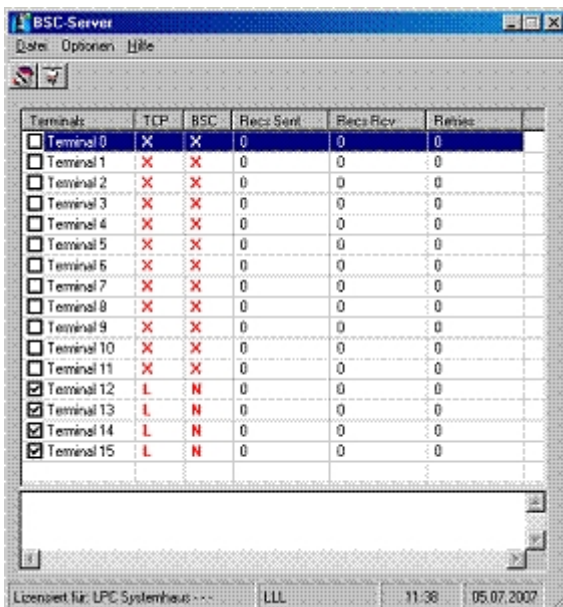 BSC-Server
Datei Optionen Hilfe
Terminals TCP BSC Recs Sent Recs Rcv Retries
Terminal 0 X X 0 0 0
Terminal 1 X X 0 0 0
Terminal 2 X X 0 0 0
Terminal 3 X X 0 0 0
Terminal 4 X X 0 0 0
Terminal 5 X X 0 0 0
Terminal 6 X X 0 0 0
Terminal 7 X X 0 0 0
Terminal 8 X X 0 0 0
Terminal 9 X X 0 0 0
Terminal 10 X X 0 0 0
Terminal 11 X X 0 0 0
Terminal 12 L N 0 0 0
Terminal 13 L N 0 0 0
Terminal 14 L N 0 0 0
Terminal 15 L N 0 0 0
Lizensiert für: LPC Systemhaus - - - LLL 11:38 05.07.2007